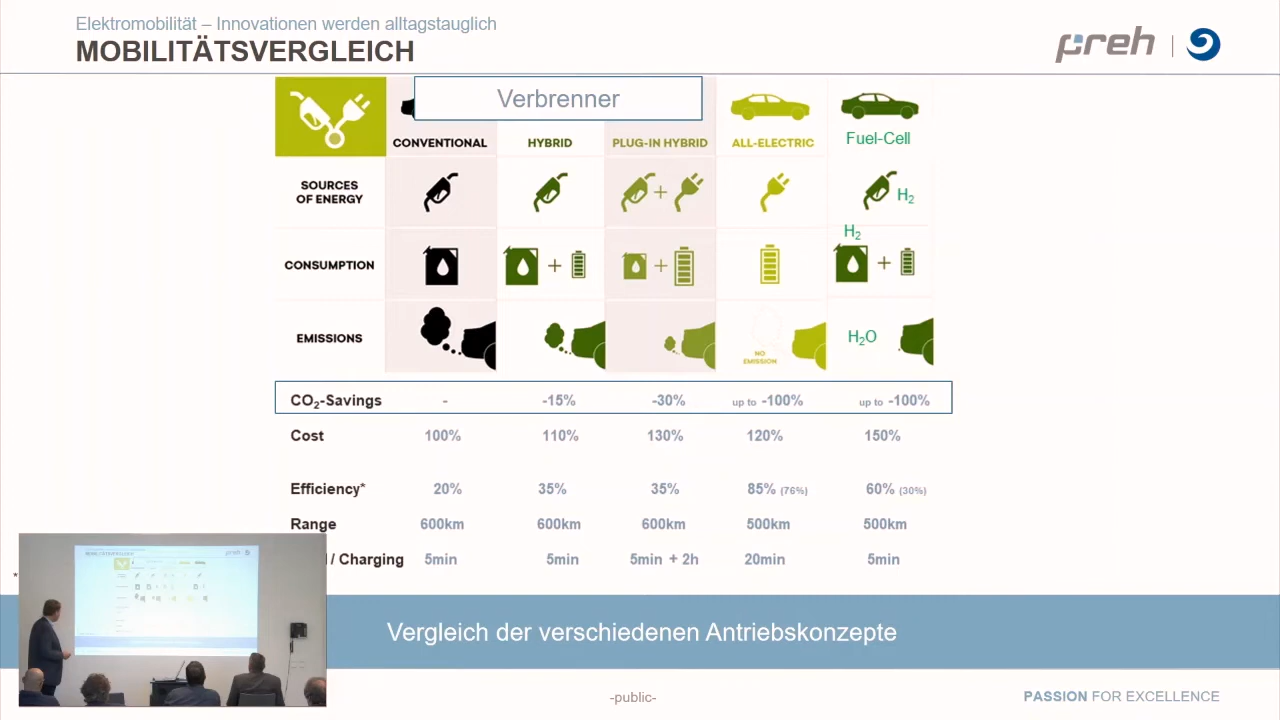 Elektromobilität – Innovationen werden alltagstauglich
MOBILITÄTSVERGLEICH
preh
Verbrenner
CONVENTIONAL HYBRID PLUG-IN HYBRID ALL-ELECTRIC Fuel-Cell
SOURCES
OF ENERGY
H₂
H₂
CONSUMPTION
EMISSIONS
NO
EMISSION
H₂O
CO₂-Savings - -15% -30% up to -100% up to -100%
Cost 100% 110% 130% 120% 150%
Efficiency* 20% 35% 35% 85% (76%) 60% (30%)
Range 600km 600km 600km 500km 500km
/ Charging 5min 5min 5min + 2h 20min 5min
*
Vergleich der verschiedenen Antriebskonzepte
-public-
PASSION FOR EXCELLENCE